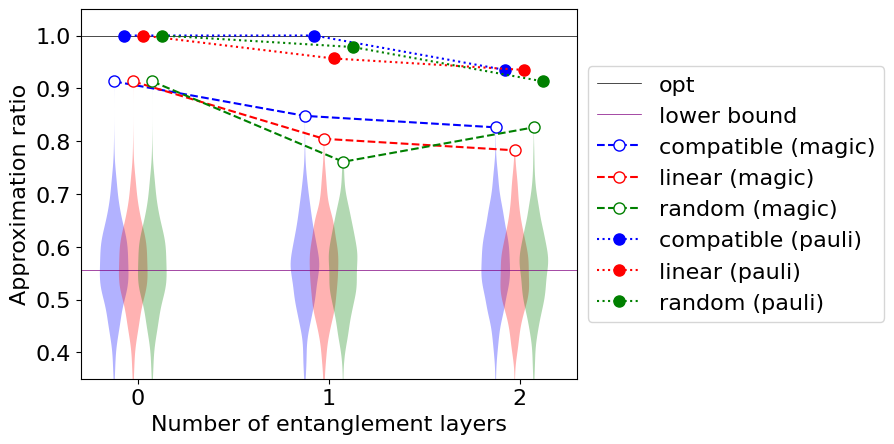 1.0
0.9
0.8
0.7
0.6
0.5
0.4
Approximation ratio
0 1 2
Number of entanglement layers
opt
lower bound
compatible (magic)
linear (magic)
random (magic)
compatible (pauli)
linear (pauli)
random (pauli)